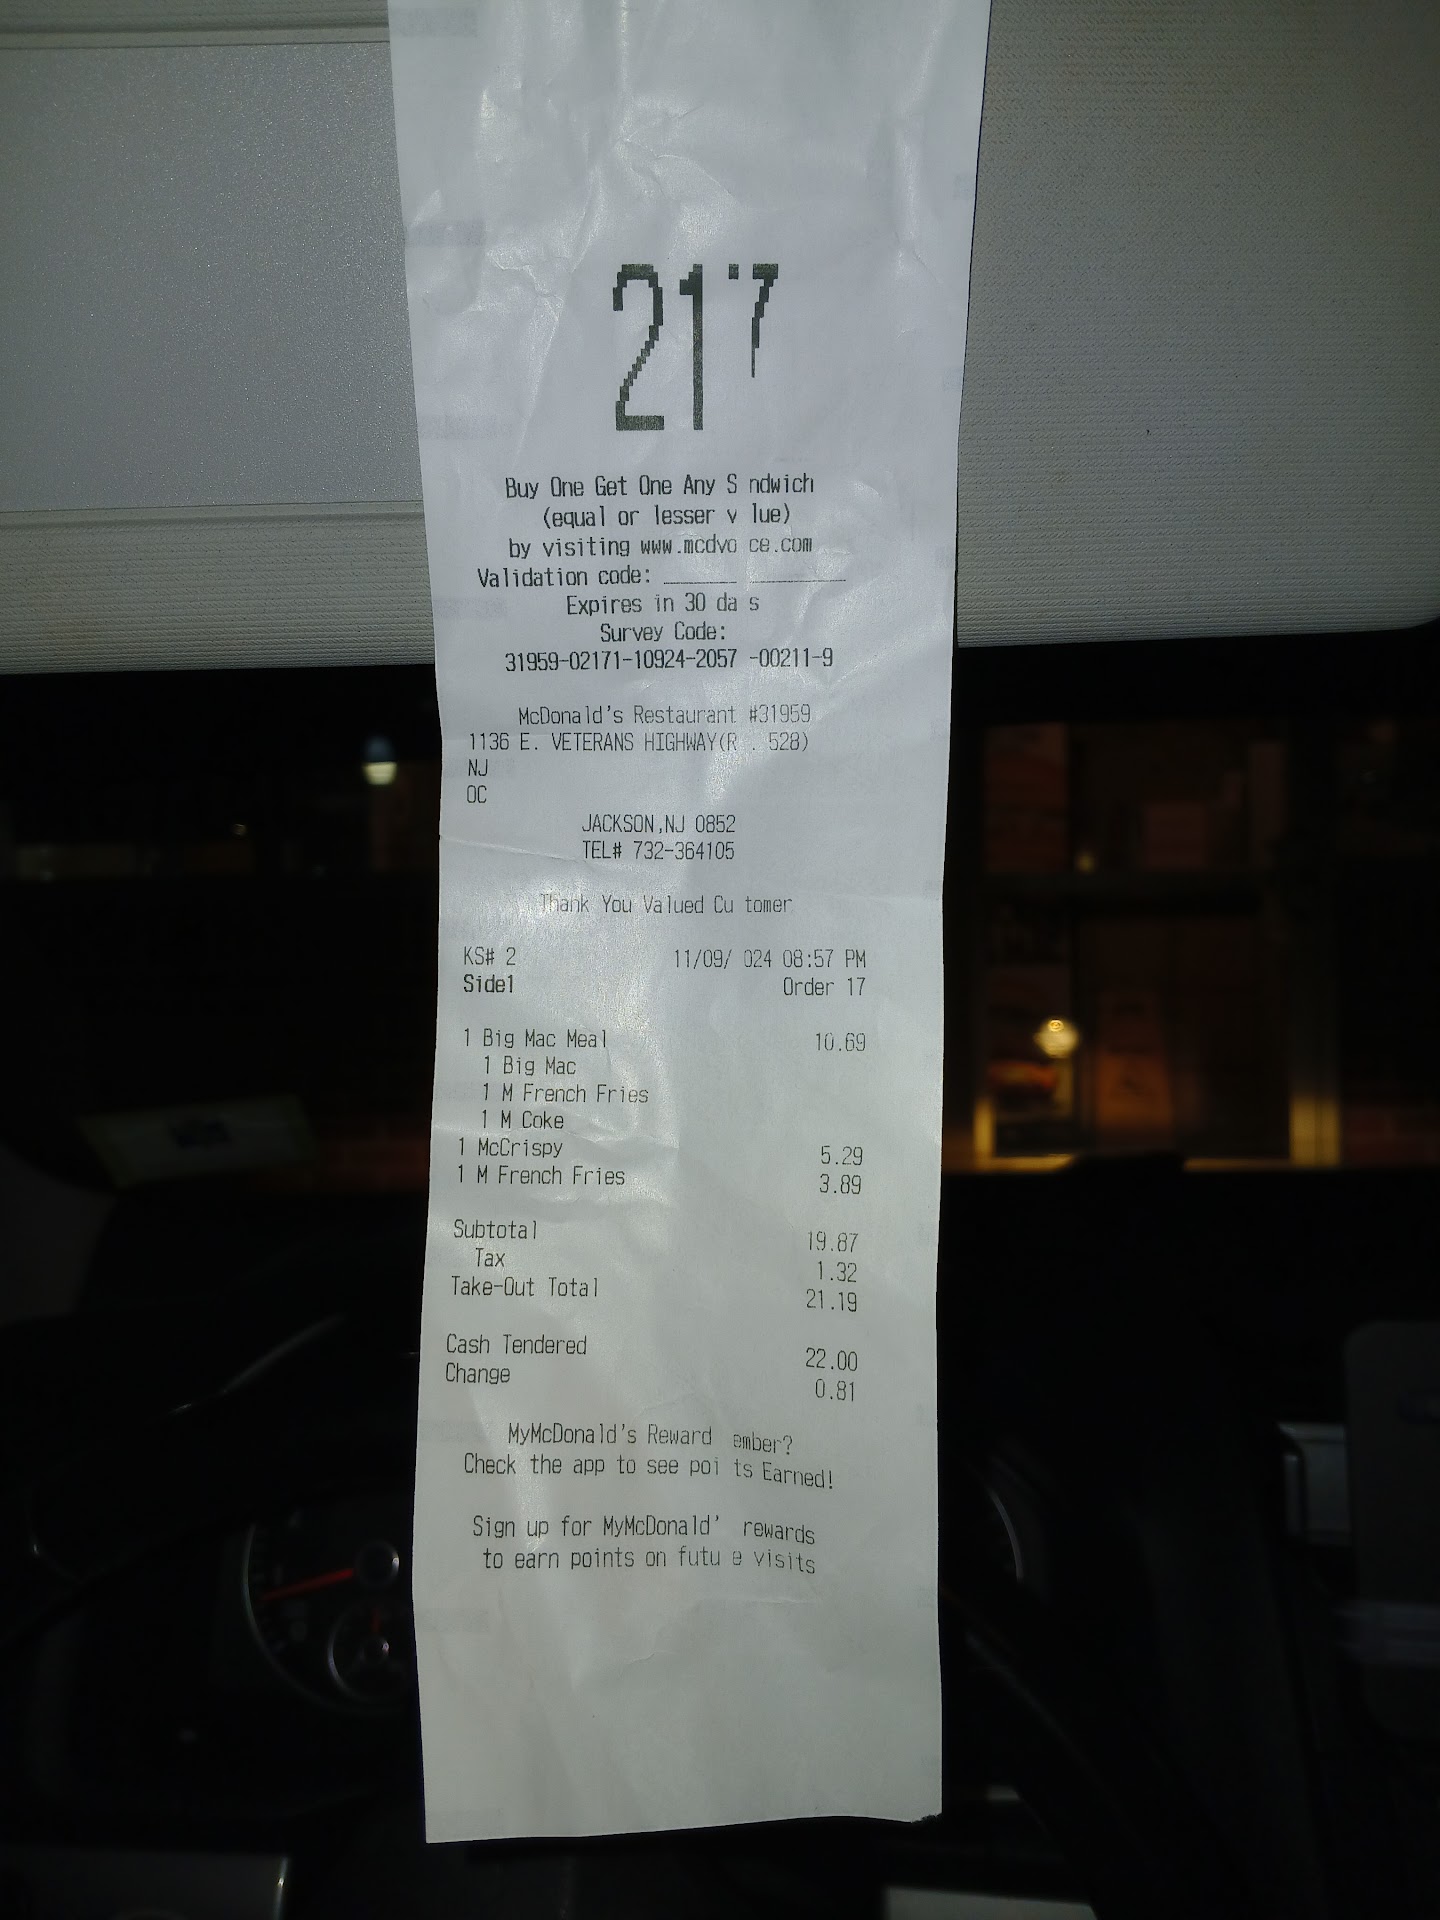 217
Buy One Get One Any S ndwich
(equal or lesser v lue)
by visiting www.mcdvo ce.com
Validation code: ______ ________
Expires in 30 da s
Survey Code:
31959-02171-10924-2057 -00211-9
McDonald's Restaurant #31959
1136 E. VETERANS HIGHWAY(R . 528)
NJ
OC
JACKSON,NJ 0852
TEL# 732-364105
Thank You Valued Cu tomer
KS# 2 11/09/ 024 08:57 PM
Side1 Order 17
1 Big Mac Meal 10.69
1 Big Mac
1 M French Fries
1 M Coke
1 McCrispy 5.29
1 M French Fries 3.89
Subtotal 19.87
Tax 1.32
Take-Out Total 21.19
Cash Tendered 22.00
Change 0.81
MyMcDonald's Reward ember?
Check the app to see poi ts Earned!
Sign up for MyMcDonald' rewards
to earn points on futu e visits